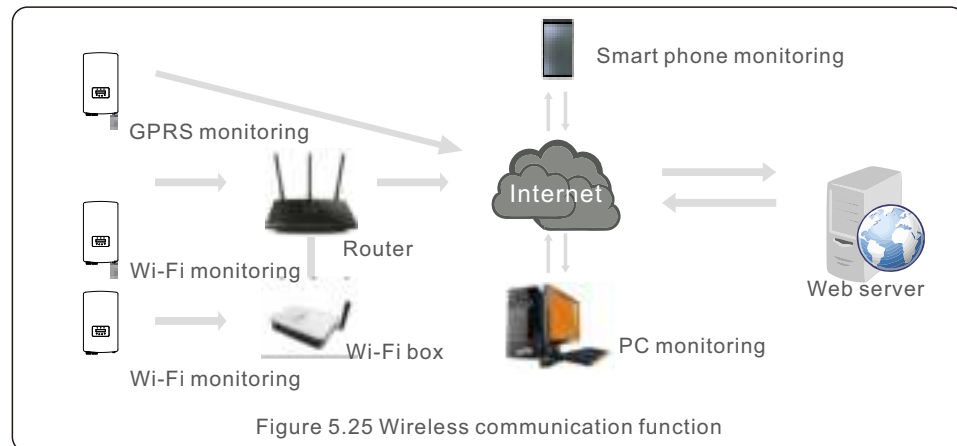 Smart phone monitoring
GPRS monitoring
Internet
Router
Wi-Fi monitoring
Web server
Wi-Fi box
PC monitoring
Wi-Fi monitoring
Figure 5.25 Wireless communication function